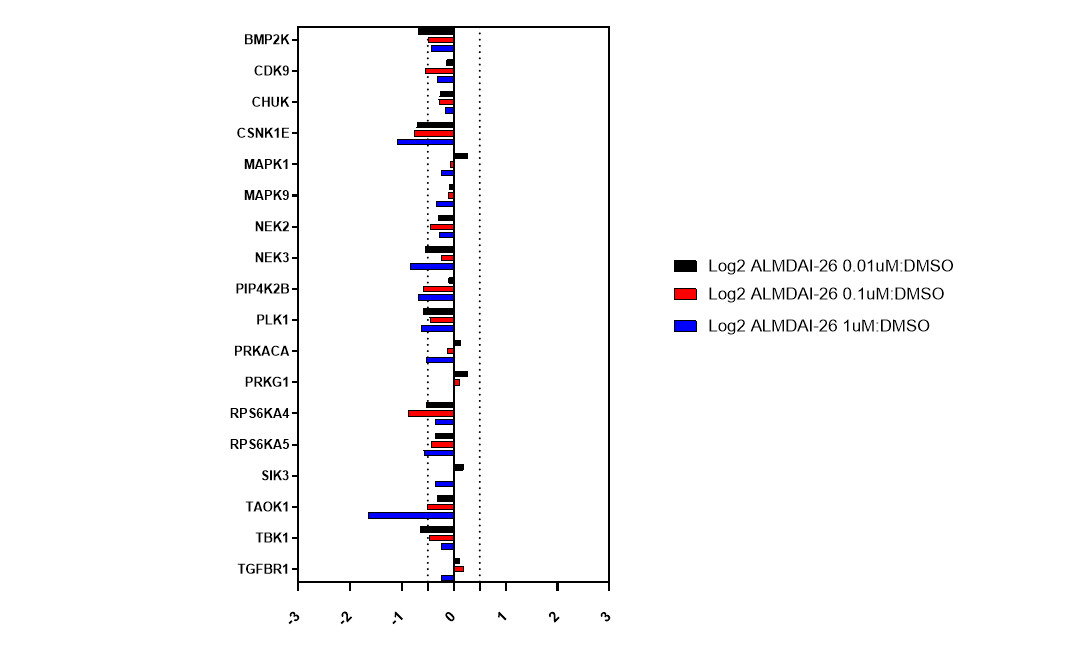 BMP2K
CDK9
CHUK
CSNK1E
MAPK1
MAPK9
NEK2
NEK3
PIP4K2B
PLK1
PRKACA
PRKG1
RPS6KA4
RPS6KA5
SIK3
TAOK1
TBK1
TGFBR1
-3
-2
-1
0
1
2
3
Log2 ALMDAI-26 0.01uM:DMSO
Log2 ALMDAI-26 0.1uM:DMSO
Log2 ALMDAI-26 1uM:DMSO